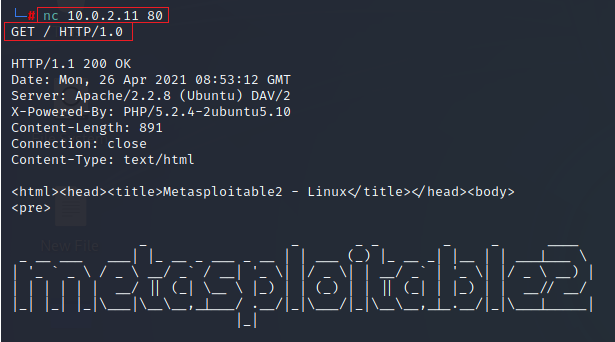 └─# nc 10.0.2.11 80
GET / HTTP/1.0
HTTP/1.1 200 OK
Date: Mon, 26 Apr 2021 08:53:12 GMT
Server: Apache/2.2.8 (Ubuntu) DAV/2
X-Powered-By: PHP/5.2.4-2ubuntu5.10
Content-Length: 891
Connection: close
Content-Type: text/html
<html><head><title>Metasploitable2 - Linux</title></head><body>
<pre>
metasploitable2
New File